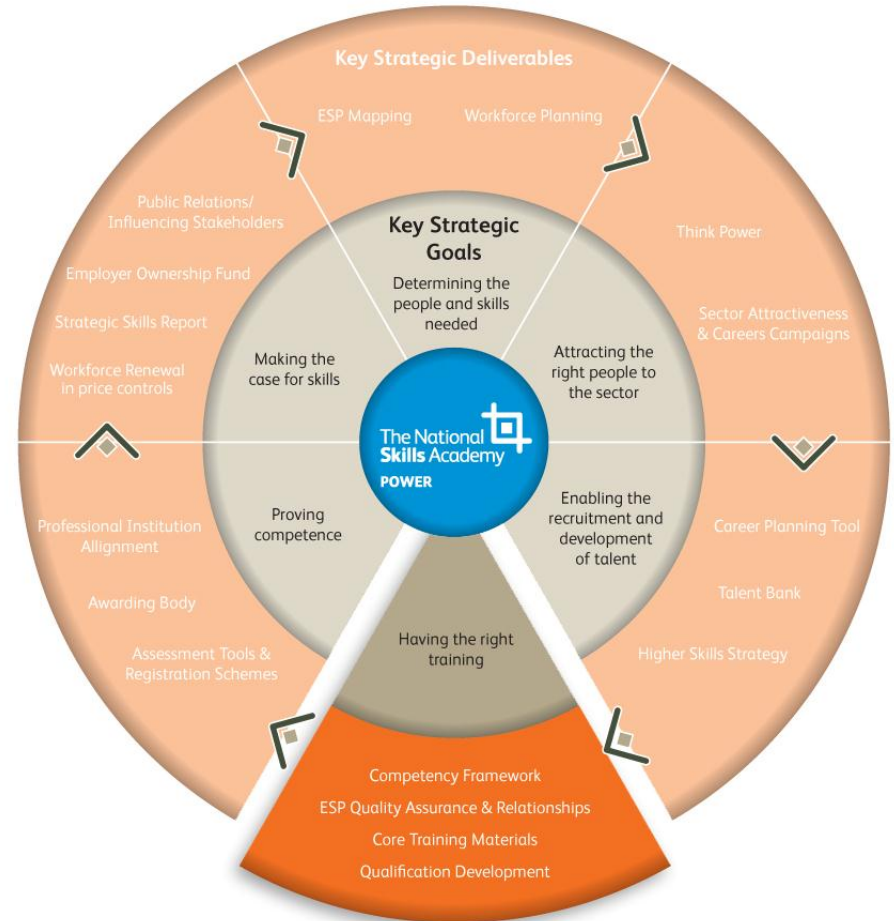 Key Strategic Deliverables
ESP Mapping
Workforce Planning
Think Power
Sector Attractiveness
& Careers Campaigns
Career Planning Tool
Talent Bank
Higher Skills Strategy
Competency Framework
ESP Quality Assurance & Relationships
Core Training Materials
Qualification Development
Assessment Tools &
Registration Schemes
Awarding Body
Professional Institution
Allignment
Workforce Renewal
in price controls
Strategic Skills Report
Employer Ownership Fund
Public Relations/
Influencing Stakeholders
Key Strategic
Goals
Determining the
people and skills
needed
Attracting the
right people to
the sector
Enabling the
recruitment and
development
of talent
Having the right
training
Proving
competence
Making the
case for skills
The National
Skills Academy
POWER